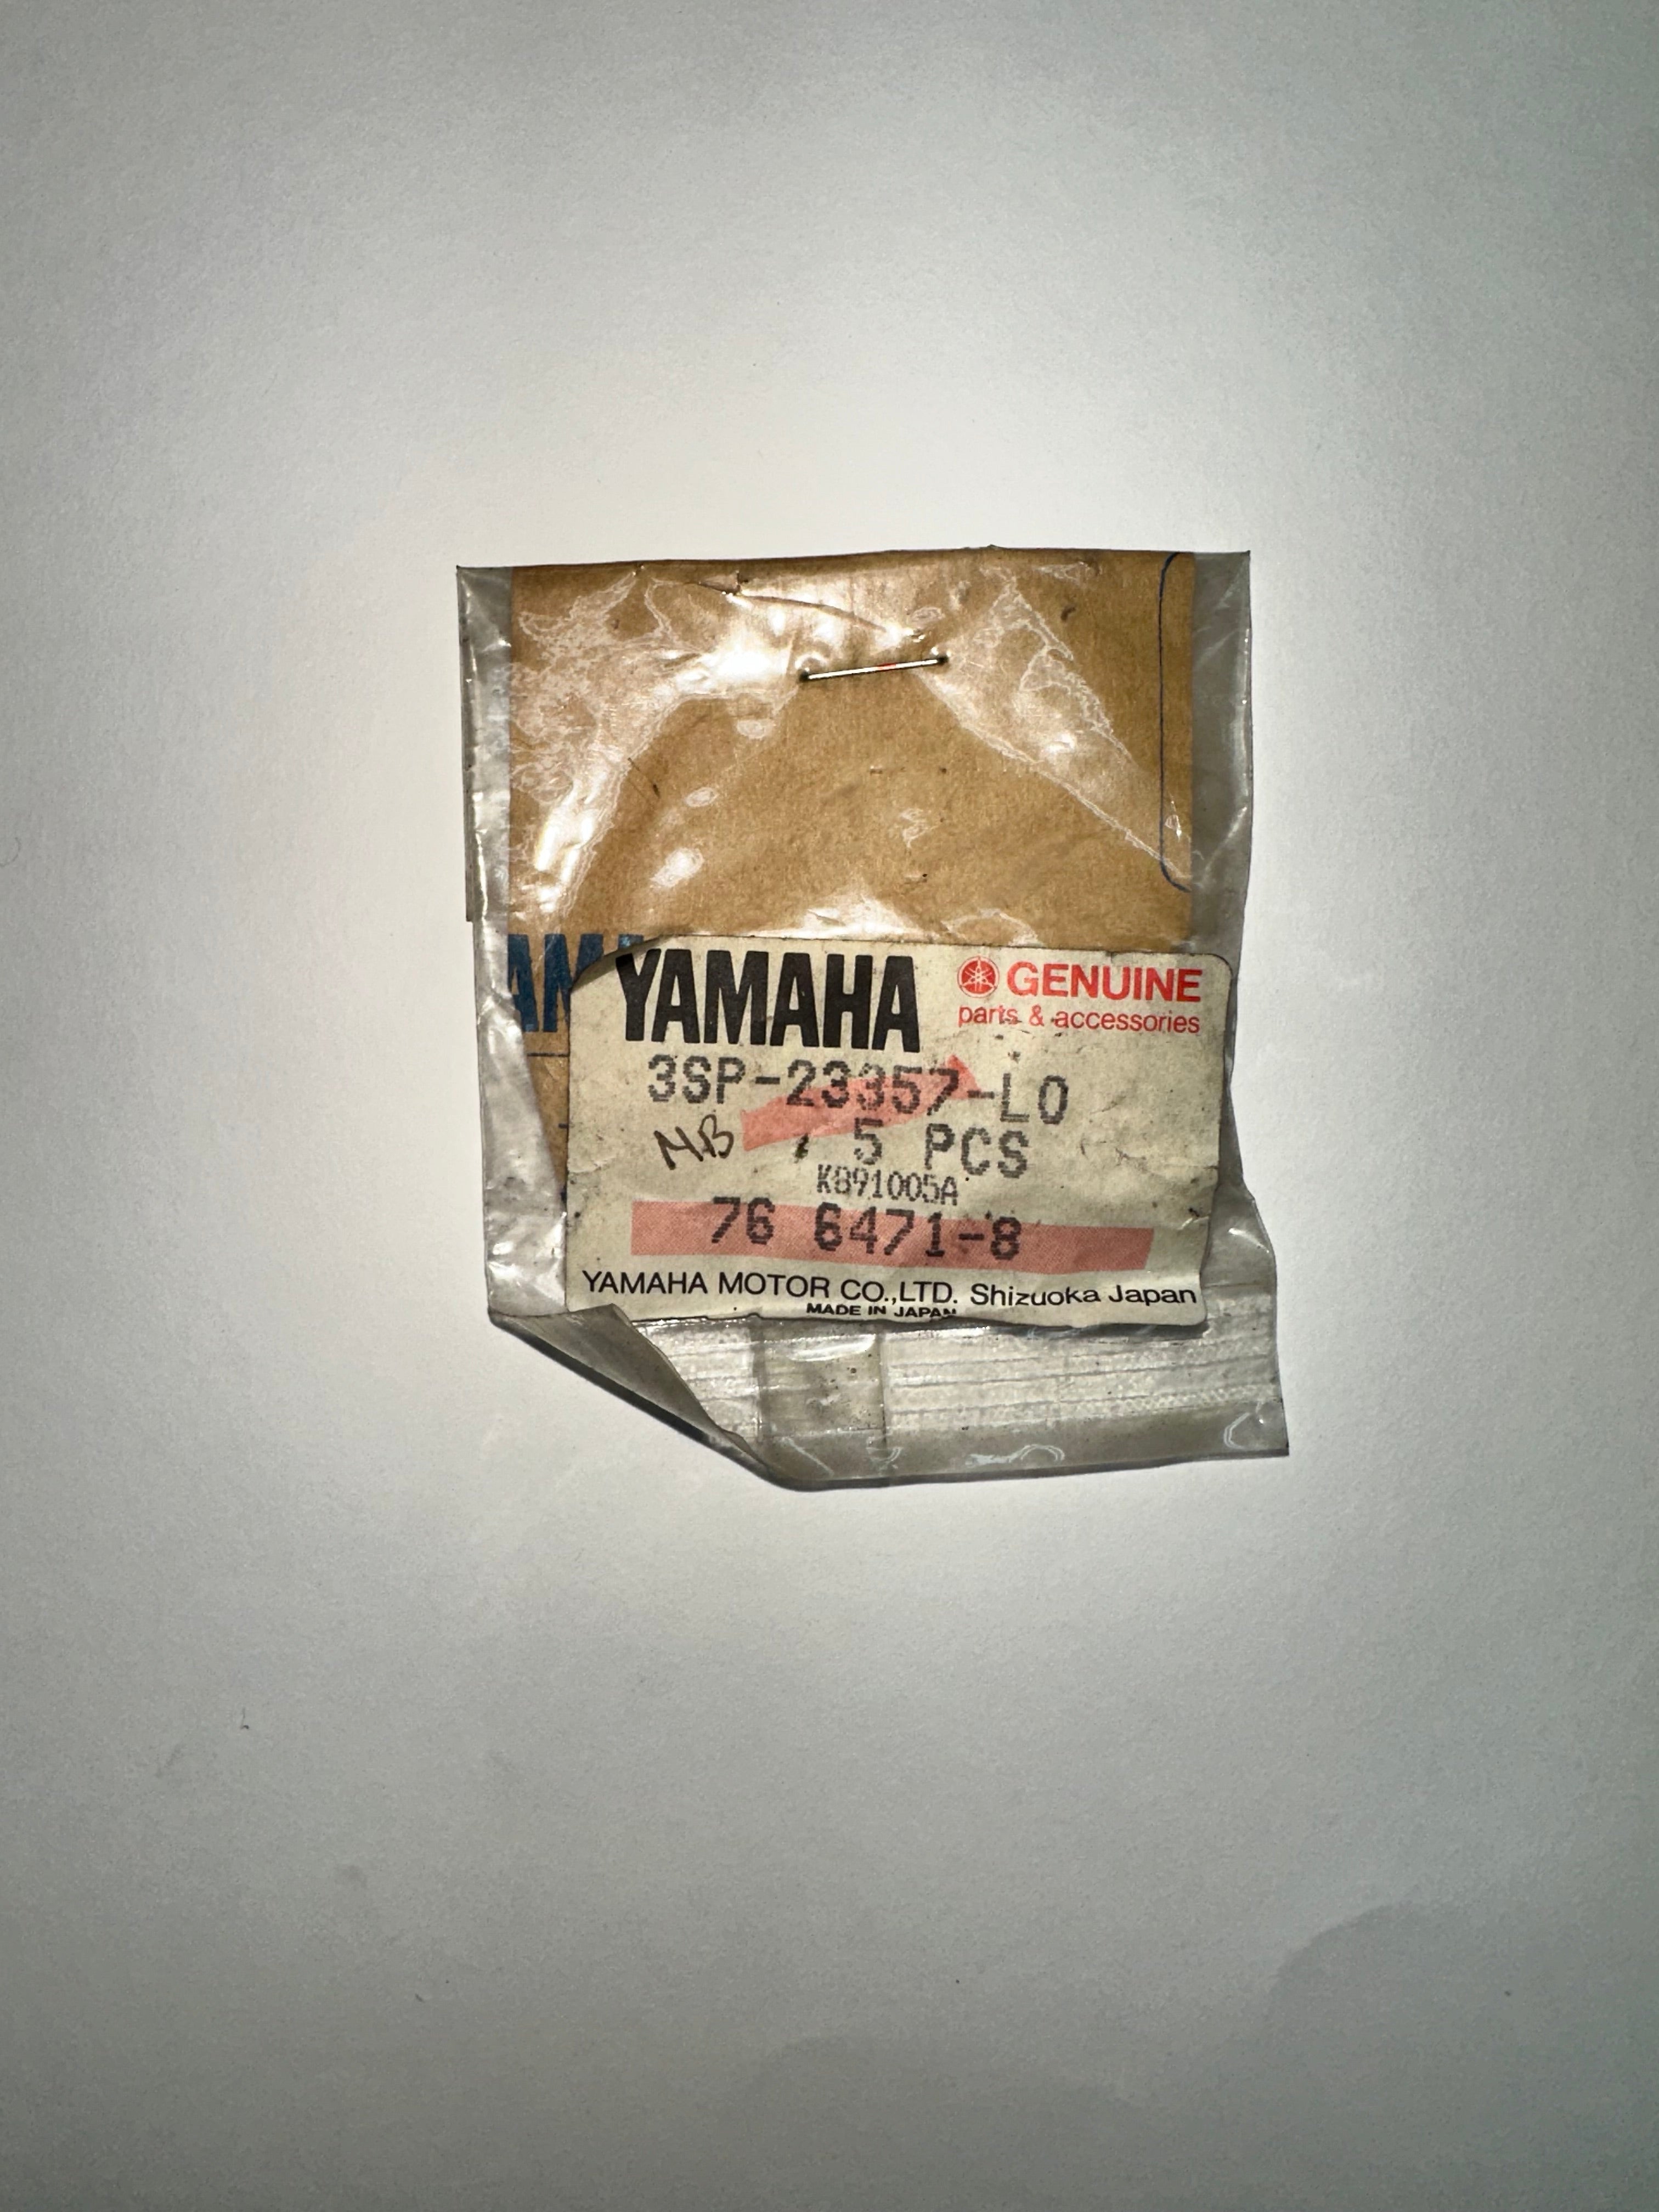 YAMAHA GENUINE
parts & accessories
3SP-23357-L0
NB 5 PCS
K891005A
76 6471-8
YAMAHA MOTOR CO.,LTD. Shizuoka Japan
MADE IN JAPAN